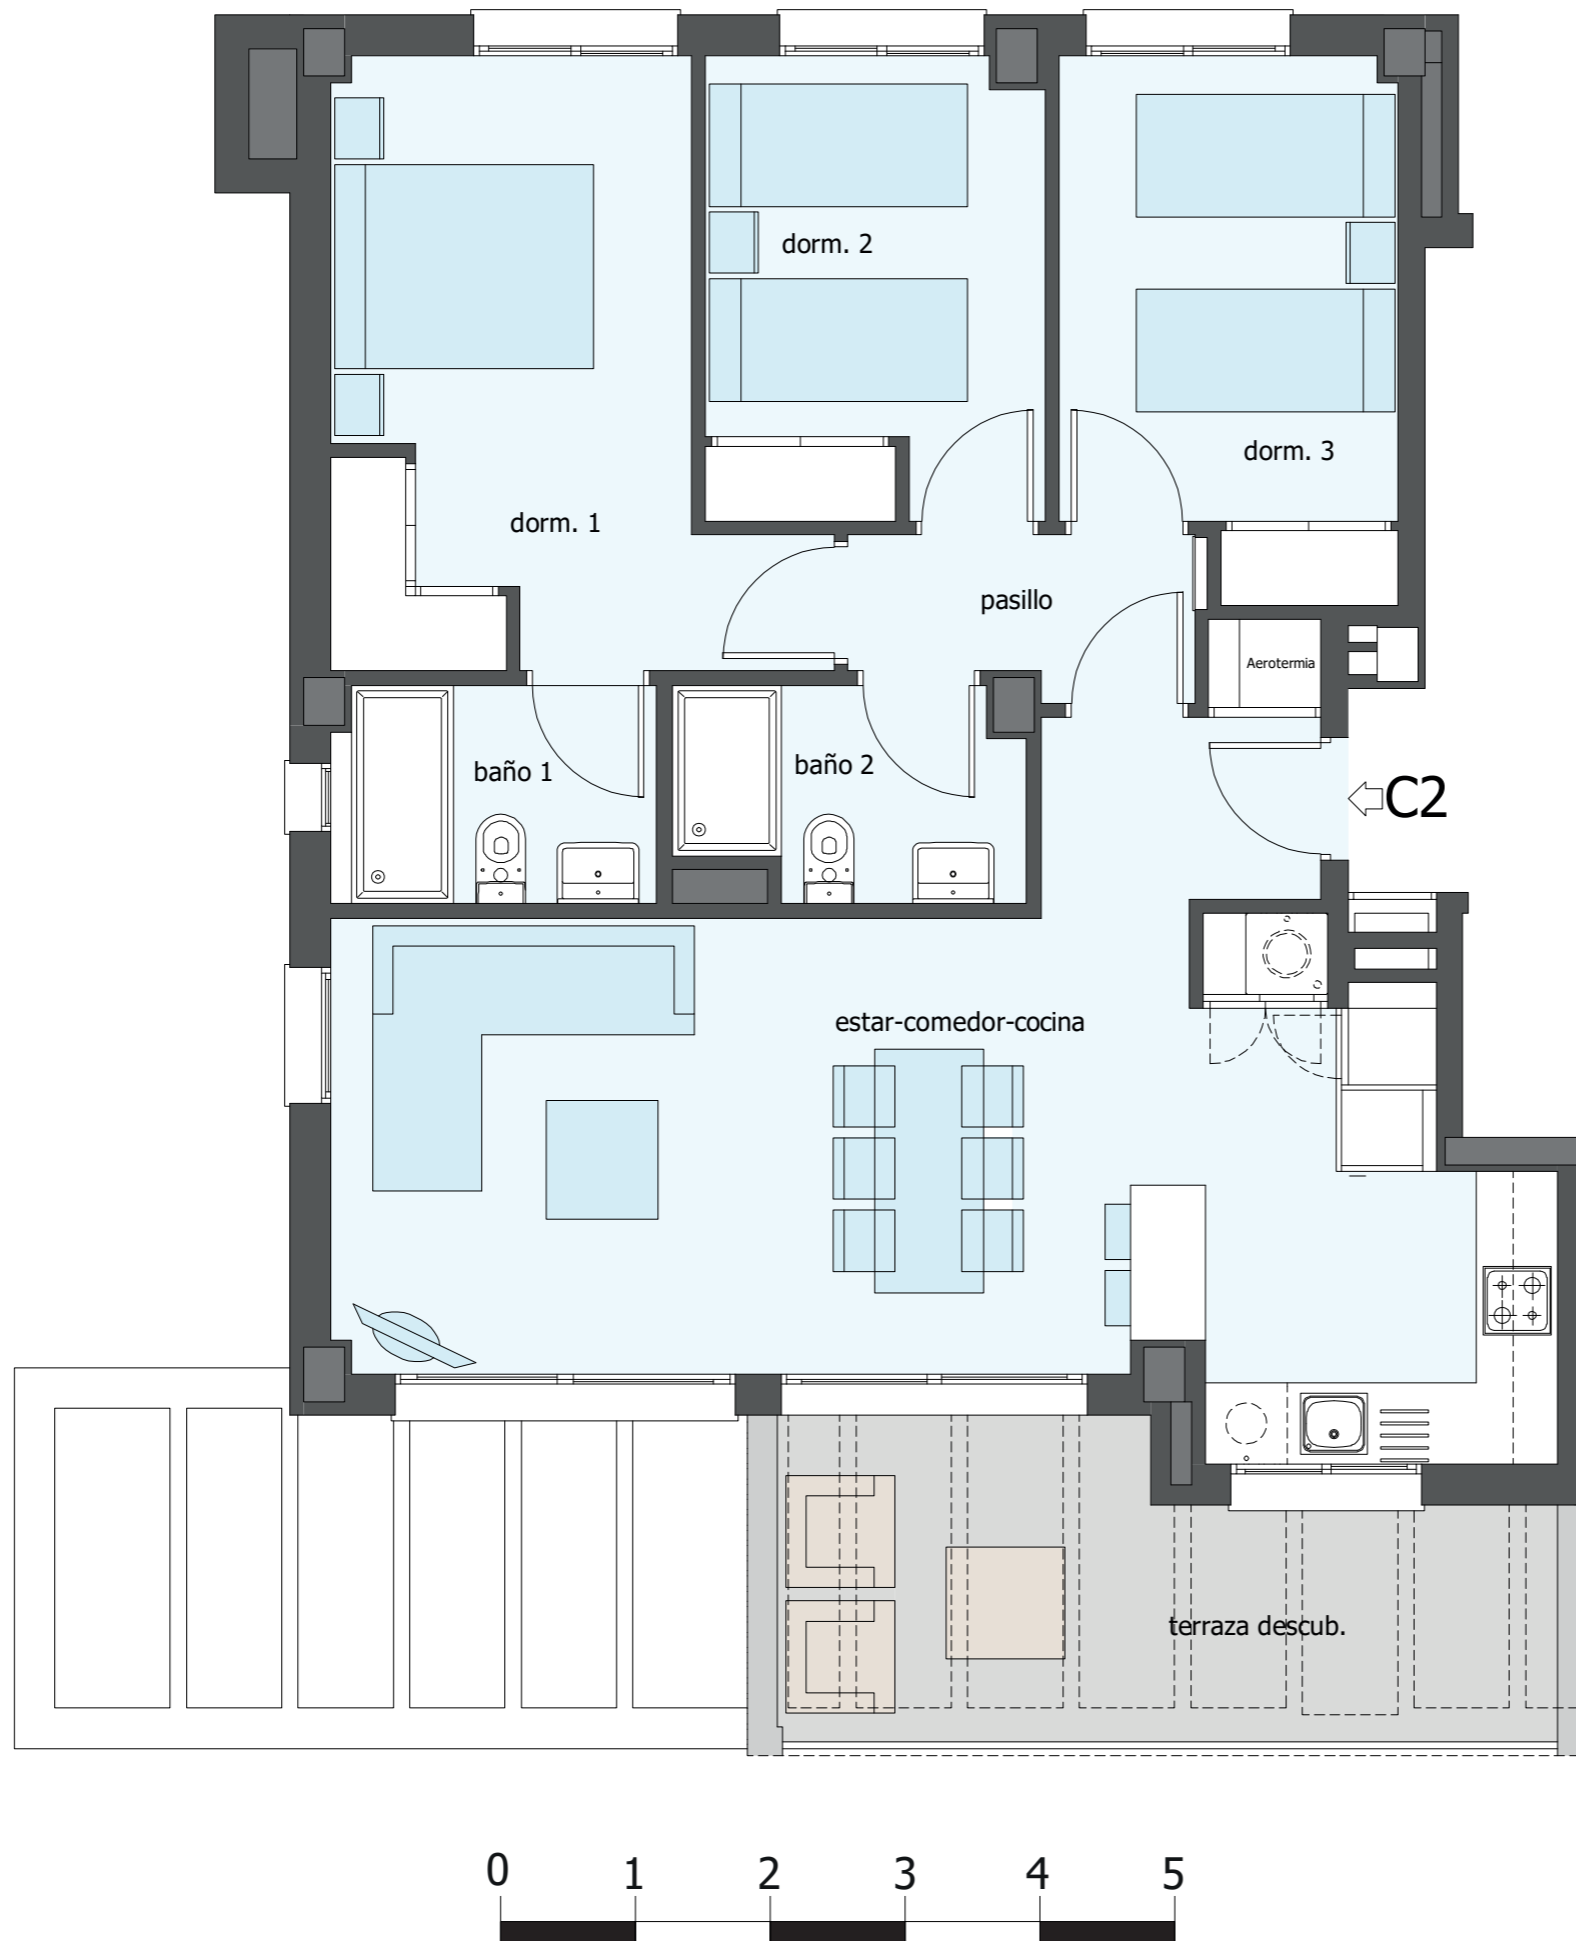 dorm. 2
dorm. 3
dorm. 1
pasillo
Aerotermia
baño 1
baño 2
C2
estar-comedor-cocina
terraza descub.
0 1 2 3 4 5